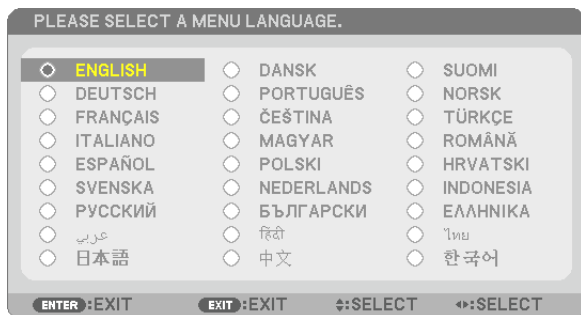 PLEASE SELECT A MENU LANGUAGE.
ENGLISH DANSK SUOMI
DEUTSCH PORTUGUÊS NORSK
FRANÇAIS ČEŠTINA TÜRKÇE
ITALIANO MAGYAR ROMÂNĂ
ESPAÑOL POLSKI HRVATSKI
SVENSKA NEDERLANDS INDONESIA
РУССКИЙ БЪЛГАРСКИ ΕΛΛΗΝΙΚΑ
عربي हिंदी ไทย
日本語 中文 한국어
ENTER :EXIT EXIT :EXIT :SELECT :SELECT